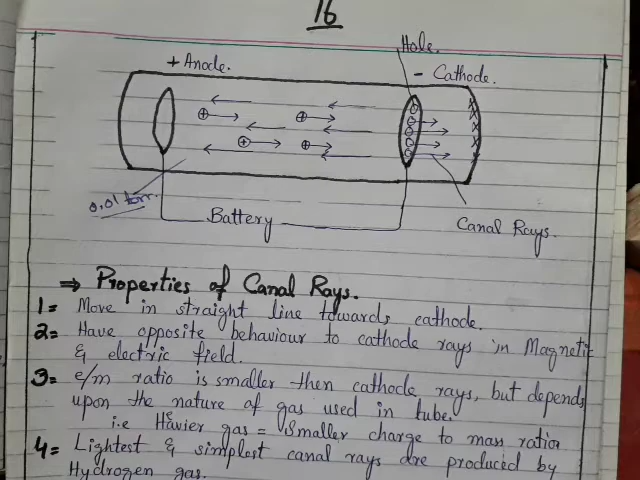 16
Hole.
+ Anode.
- Cathode.
0.01 torr.
Battery
Canal Rays.
⇒ Properties of Canal Rays.
1= Move in straight line towards cathode.
2= Have opposite behaviour to cathode rays in Magnetic
& electric field.
3= e/m ratio is smaller then cathode rays, but depends
upon the nature of gas used in tube.
i.e Havier gas = Smaller charge to mass ratio
4= Lightest & simplest canal rays are produced by
Hydrogen gas.